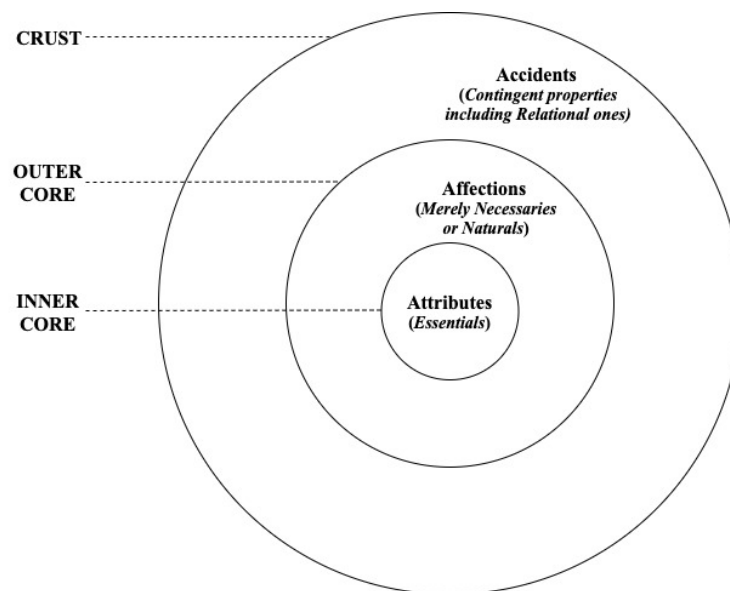 CRUST
Accidents
(Contingent properties
including Relational ones)
OUTER
CORE
Affections
(Merely Necessaries
or Naturals)
INNER
CORE
Attributes
(Essentials)